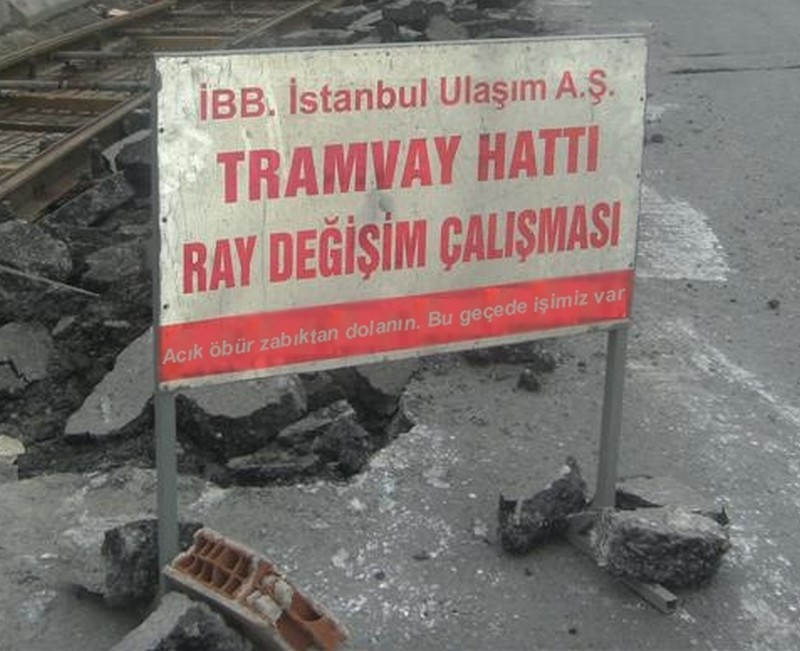 İBB. İstanbul Ulaşım A.Ş.
TRAMVAY HATTI
RAY DEĞİŞİM ÇALIŞMASI
Acık öbür zabıktan dolanın. Bu geçede işimiz var